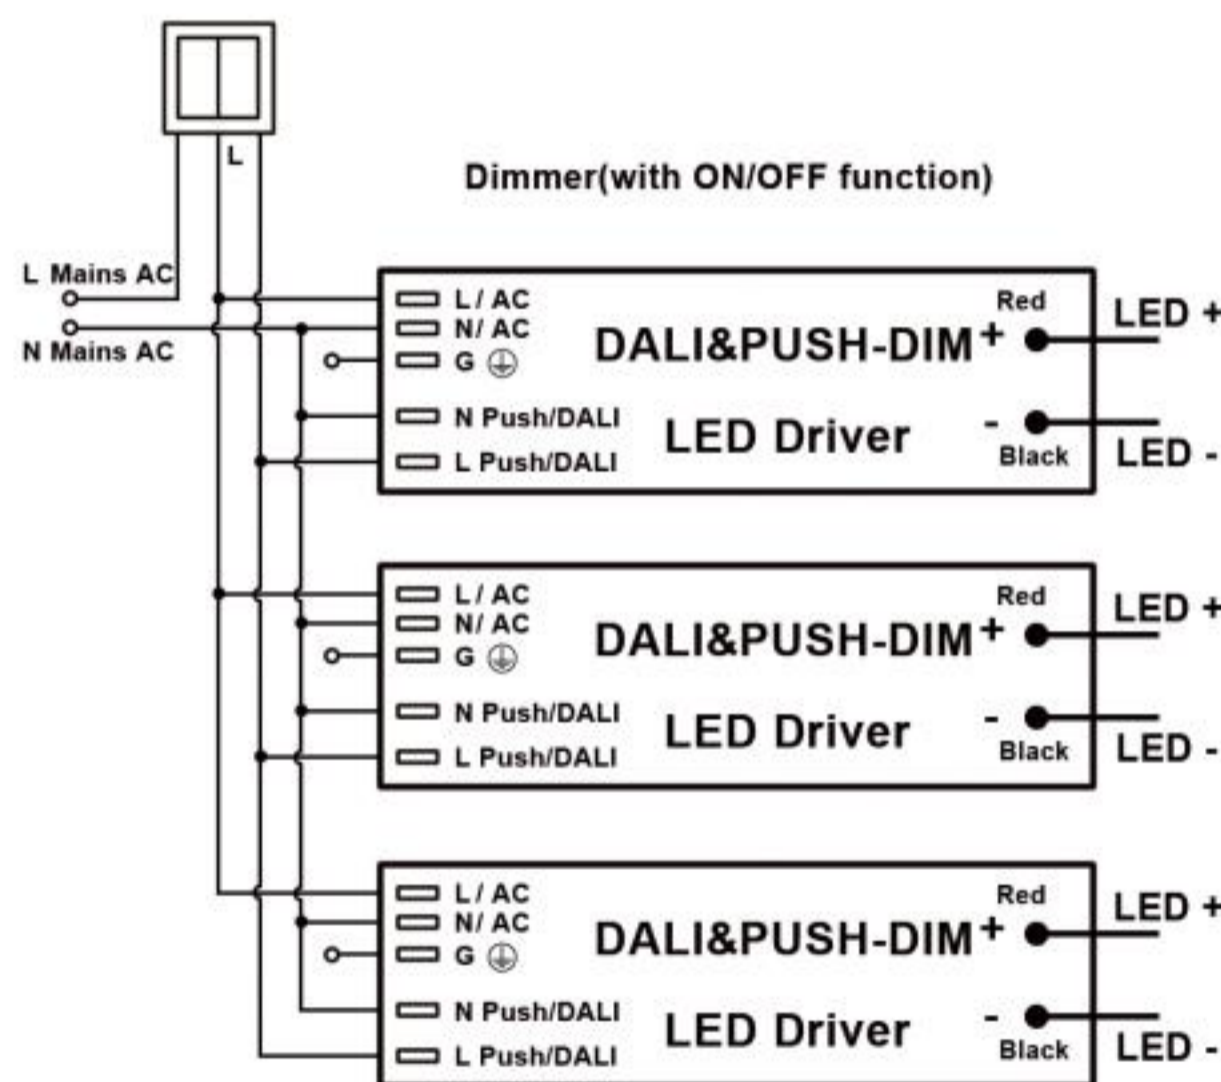 L
Dimmer(with ON/OFF function)
L Mains AC
N Mains AC
L / AC
N/ AC
G
N Push/DALI
L Push/DALI
DALI&PUSH-DIM
LED Driver
Red
+
-
Black
LED +
LED -
L / AC
N/ AC
G
N Push/DALI
L Push/DALI
DALI&PUSH-DIM
LED Driver
Red
+
-
Black
LED +
LED -
L / AC
N/ AC
G
N Push/DALI
L Push/DALI
DALI&PUSH-DIM
LED Driver
Red
+
-
Black
LED +
LED -